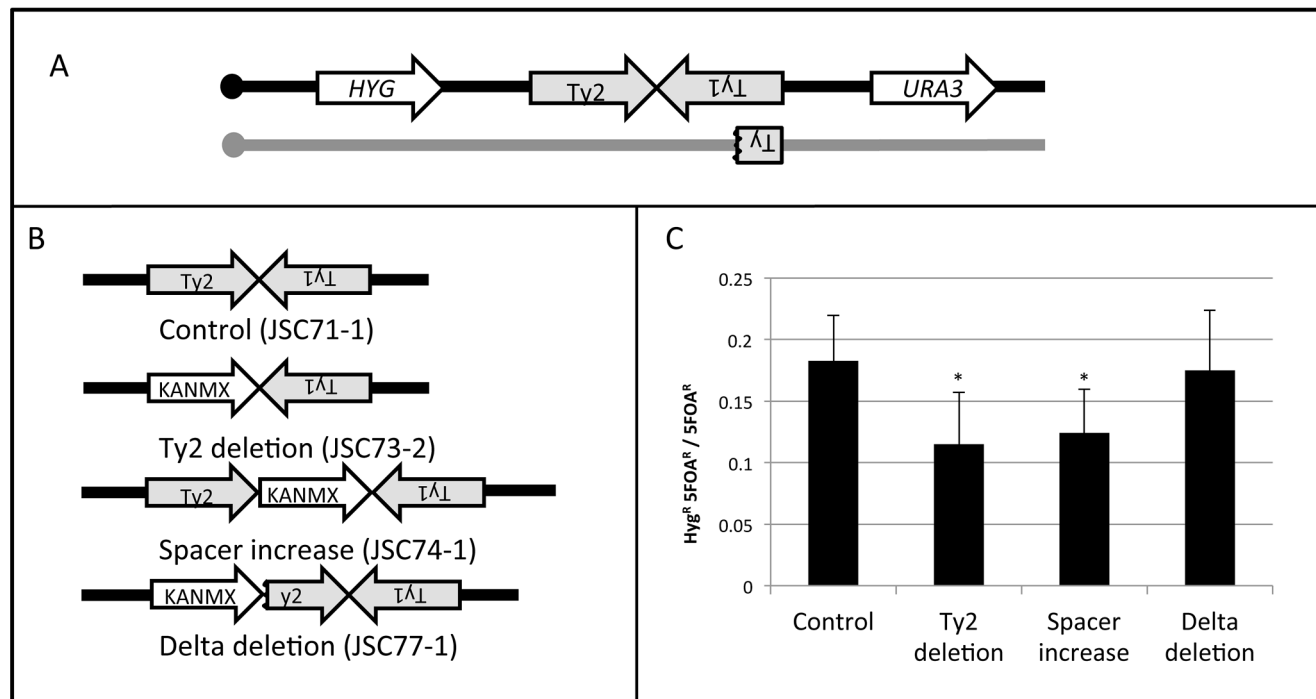 A
HYG
Ty2
Ty1
URA3
Ty
B
Ty2
Ty1
Control (JSC71-1)
KANMX
Ty1
Ty2 deletion (JSC73-2)
Ty2
KANMX
Ty1
Spacer increase (JSC74-1)
KANMX
y2
Ty1
Delta deletion (JSC77-1)
C
Hygᴿ 5FOAᴿ / 5FOAᴿ
0.25
0.2
0.15
0.1
0.05
0
*
*
Control
Ty2 deletion
Spacer increase
Delta deletion